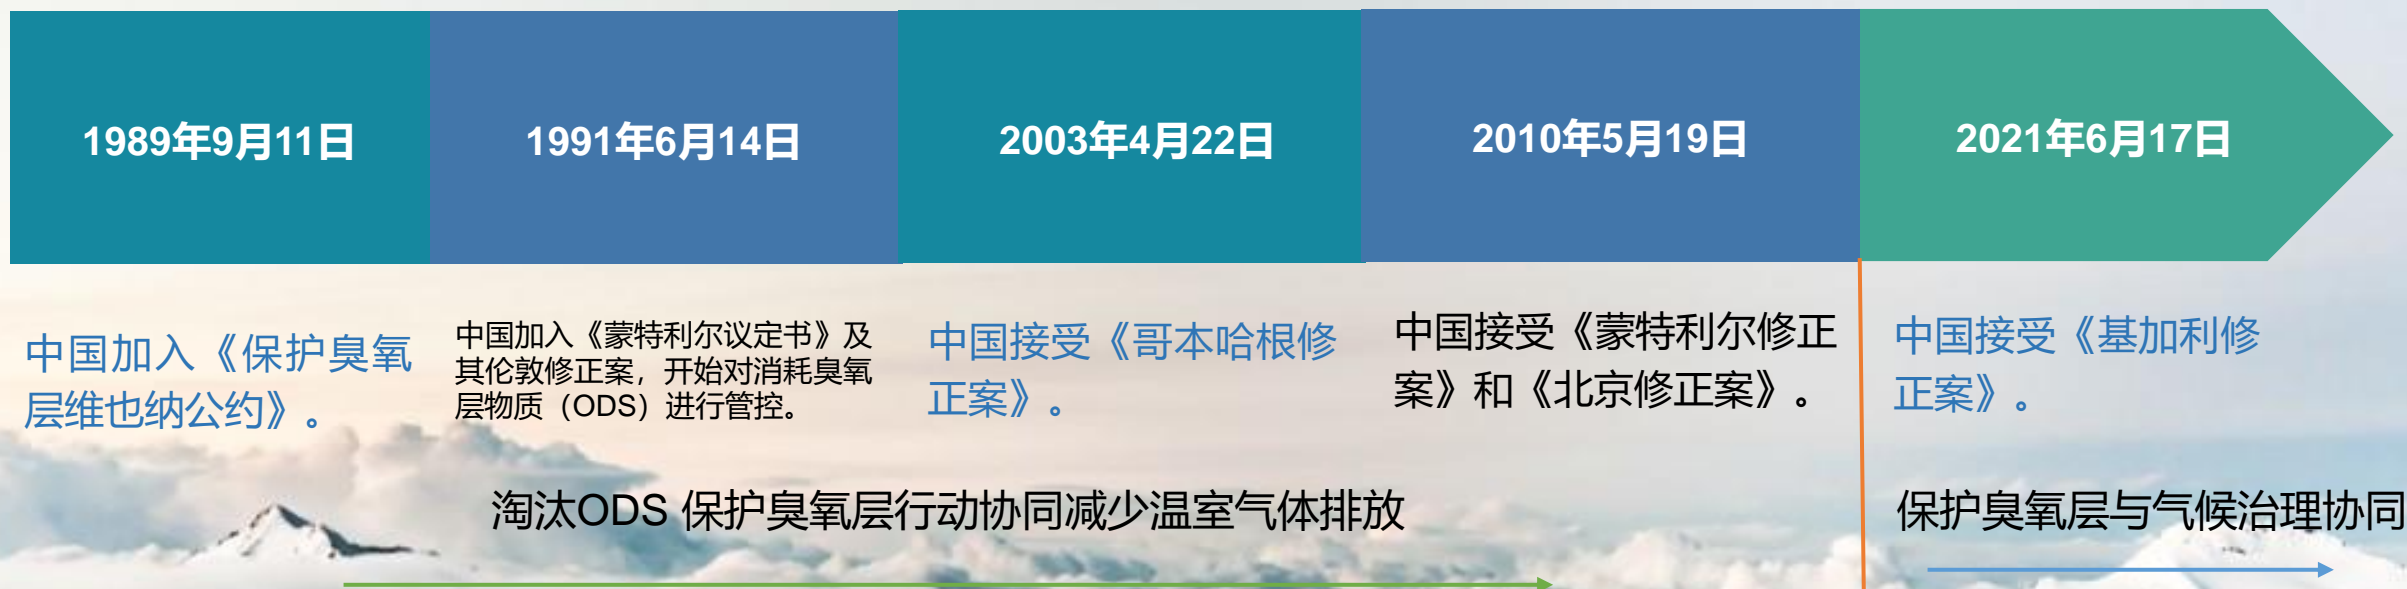 1989年9月11日
1991年6月14日
2003年4月22日
2010年5月19日
2021年6月17日
中国加入《保护臭氧
层维也纳公约》。
中国加入《蒙特利尔议定书》及
其伦敦修正案，开始对消耗臭氧
层物质（ODS）进行管控。
中国接受《哥本哈根修
正案》。
中国接受《蒙特利尔修正
案》和《北京修正案》。
中国接受《基加利修
正案》。
淘汰ODS 保护臭氧层行动协同减少温室气体排放
保护臭氧层与气候治理协同